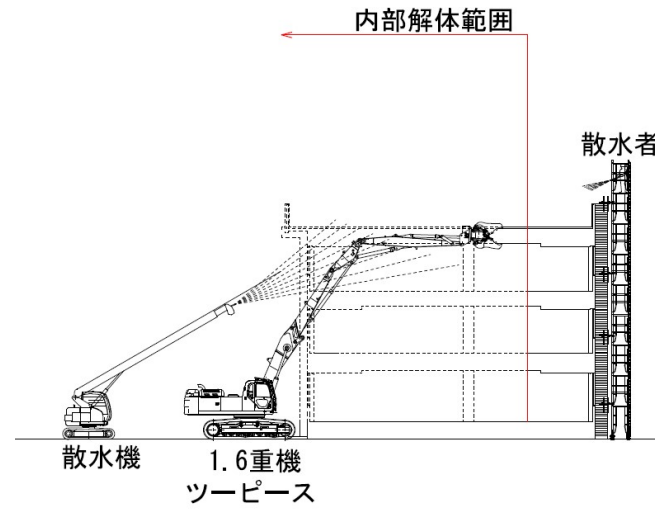 内部解体範囲
散水者
散水機
1.6重機
ツーピース